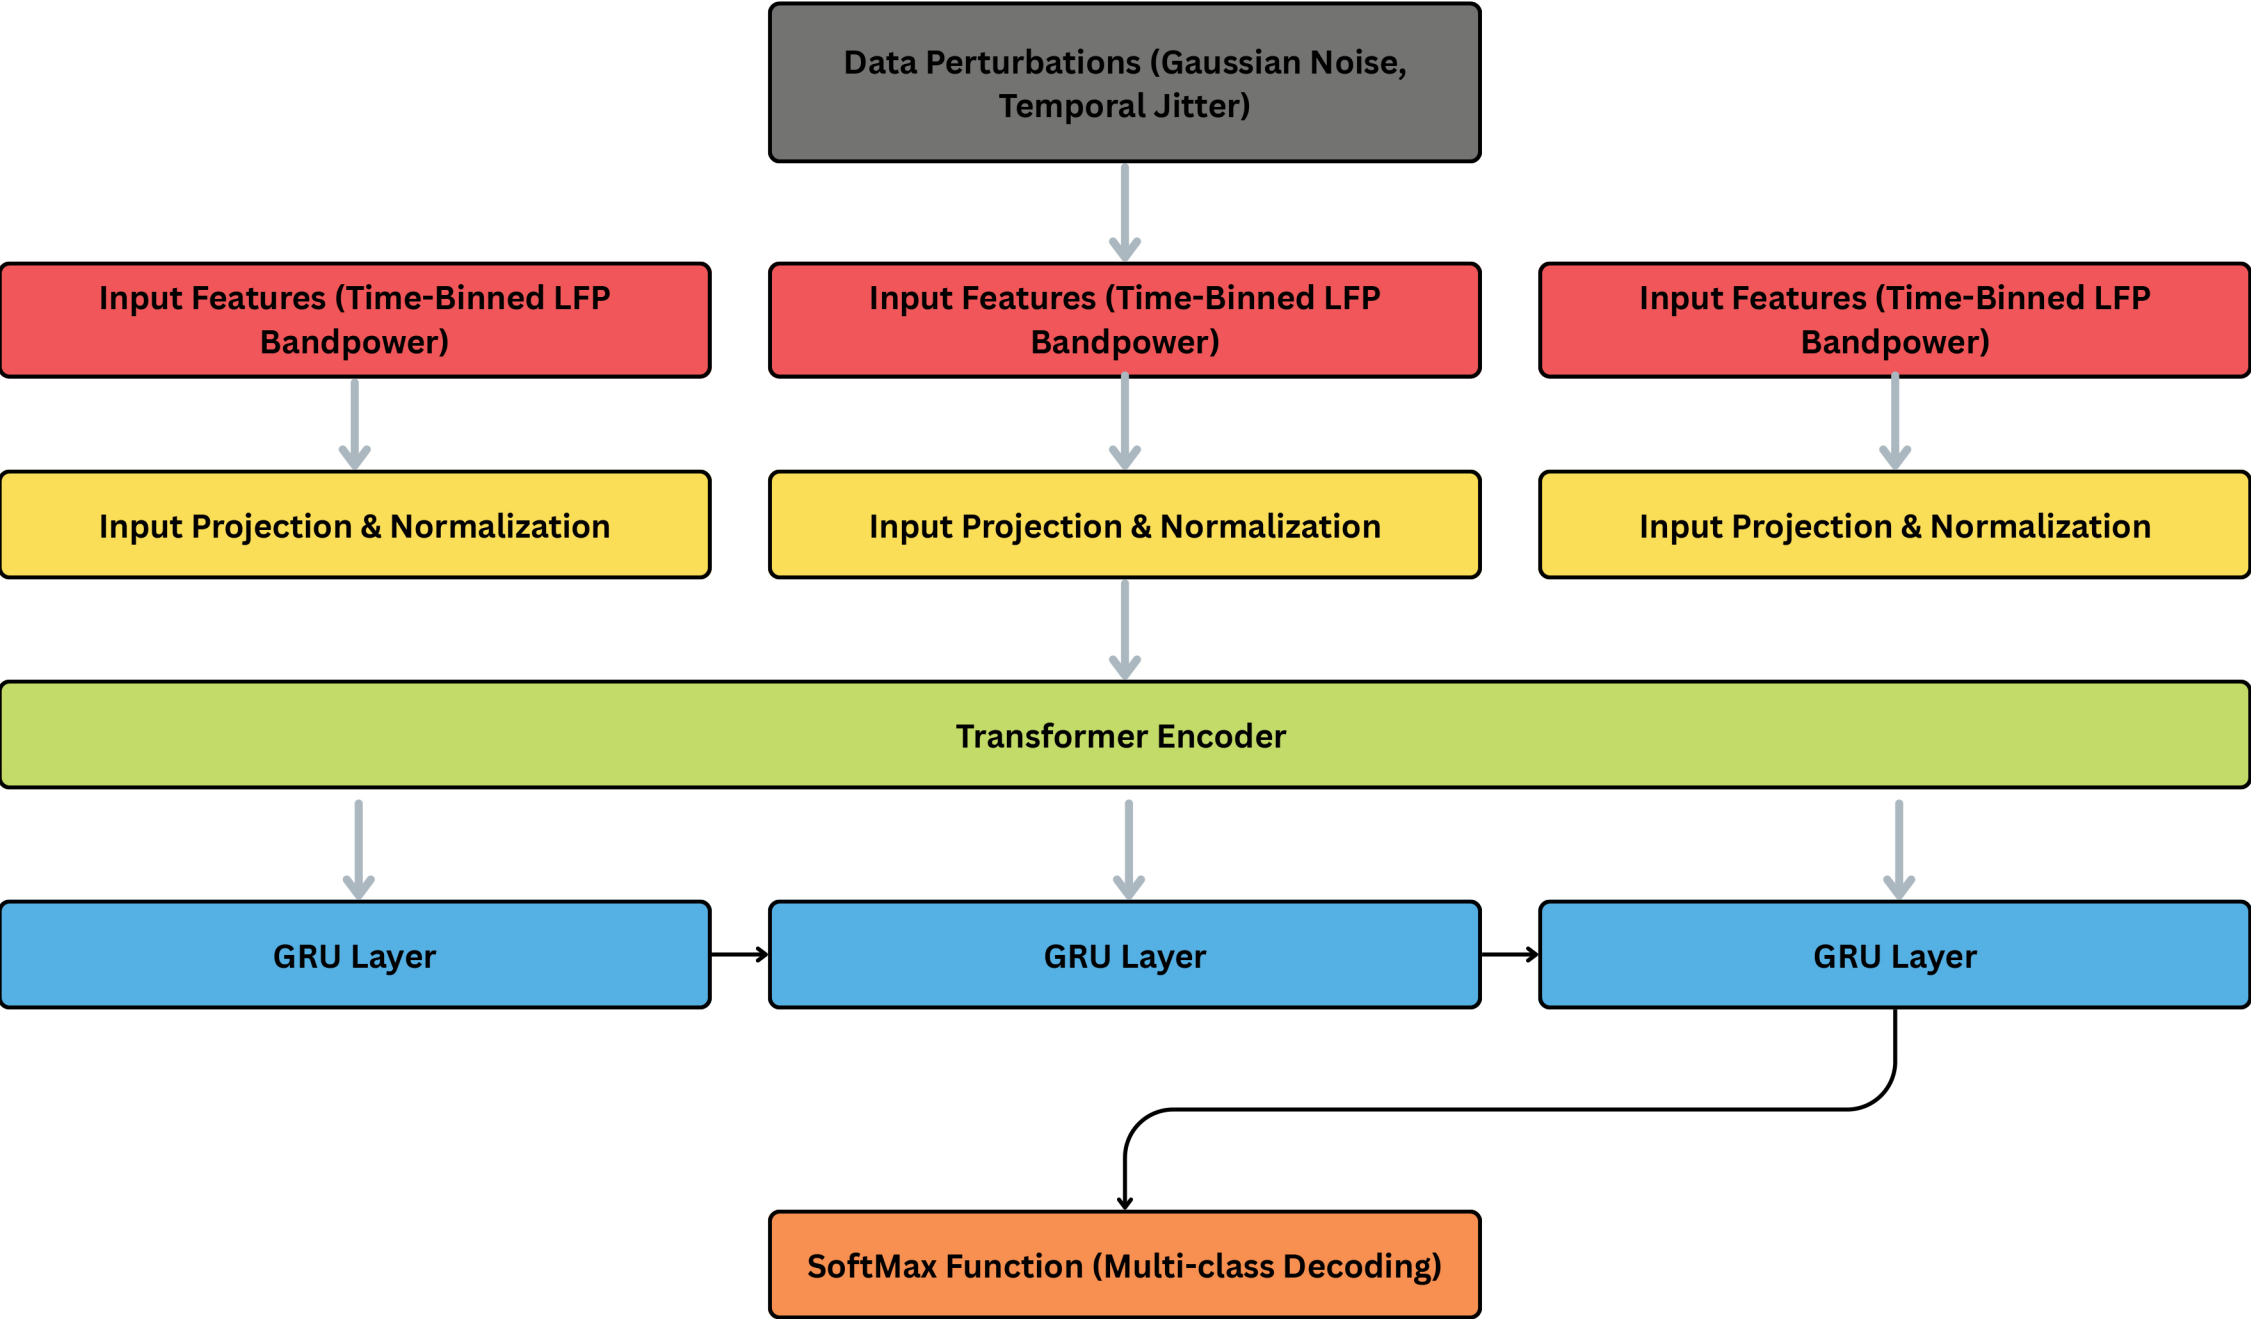 Data Perturbations (Gaussian Noise,
Temporal Jitter)
Input Features (Time-Binned LFP
Bandpower)
Input Features (Time-Binned LFP
Bandpower)
Input Features (Time-Binned LFP
Bandpower)
Input Projection & Normalization
Input Projection & Normalization
Input Projection & Normalization
Transformer Encoder
GRU Layer
GRU Layer
GRU Layer
SoftMax Function (Multi-class Decoding)